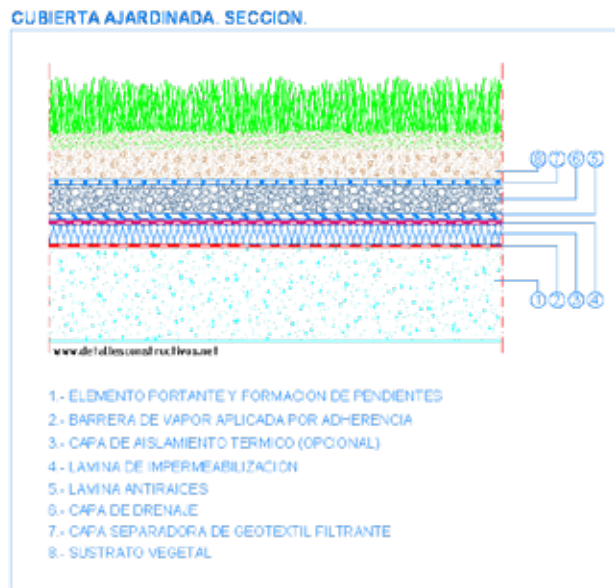 CUBIERTA AJARDINADA. SECCION.
8 7 6 5
1 2 3 4
www.detallesconstructivos.net
1.- ELEMENTO PORTANTE Y FORMACION DE PENDIENTES
2.- BARRERA DE VAPOR APLICADA POR ADHERENCIA
3.- CAPA DE AISLAMIENTO TERMICO (OPCIONAL)
4.- LAMINA DE IMPERMEABILIZACION
5.- LAMINA ANTIRAICES
6.- CAPA DE DRENAJE
7.- CAPA SEPARADORA DE GEOTEXTIL FILTRANTE
8.- SUSTRATO VEGETAL